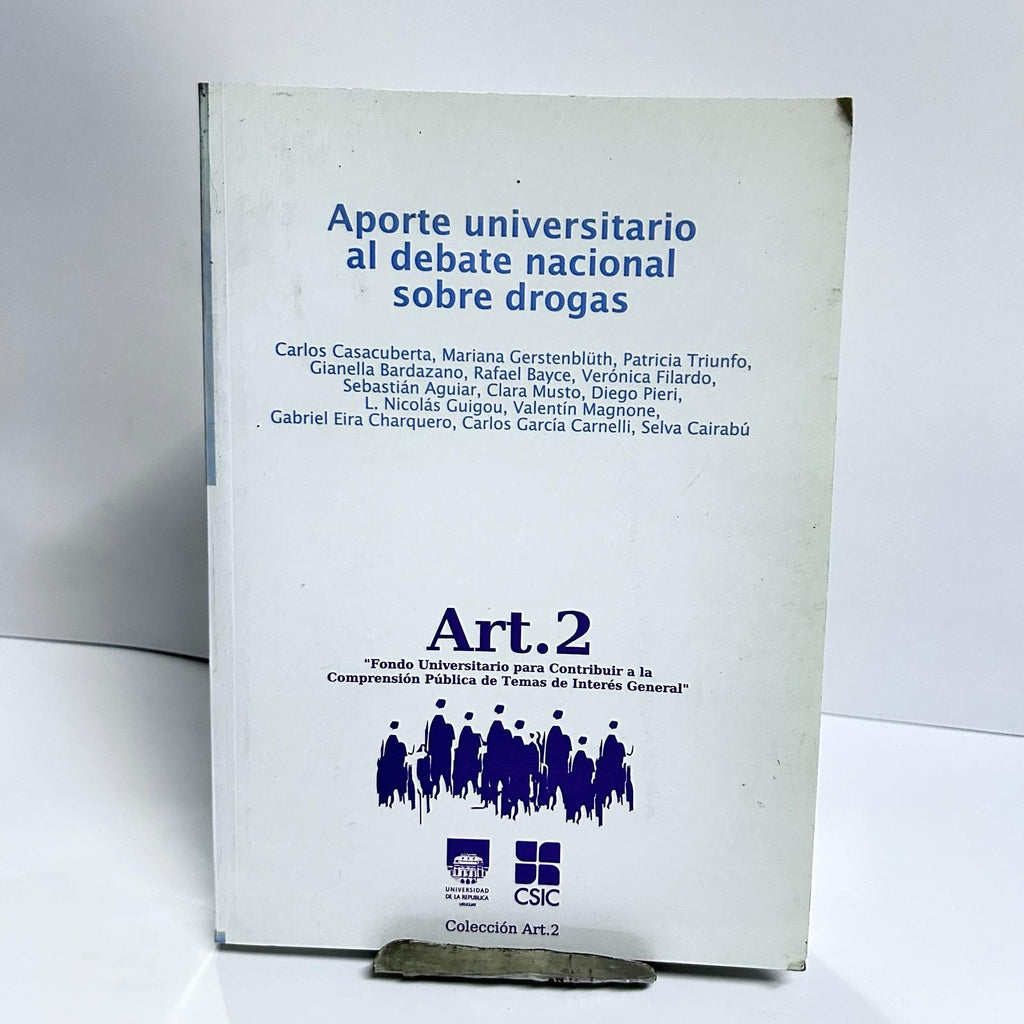 Aporte universitario
al debate nacional
sobre drogas
Carlos Casacuberta, Mariana Gerstenblüth, Patricia Triunfo,
Gianella Bardazano, Rafael Bayce, Verónica Filardo,
Sebastián Aguiar, Clara Musto, Diego Pieri,
L. Nicolás Guigou, Valentín Magnone,
Gabriel Eira Charquero, Carlos García Carnelli, Selva Cairabú
Art.2
"Fondo Universitario para Contribuir a la
Comprensión Pública de Temas de Interés General"
UNIVERSIDAD
DE LA REPUBLICA
URUGUAY
CSIC
Colección Art.2